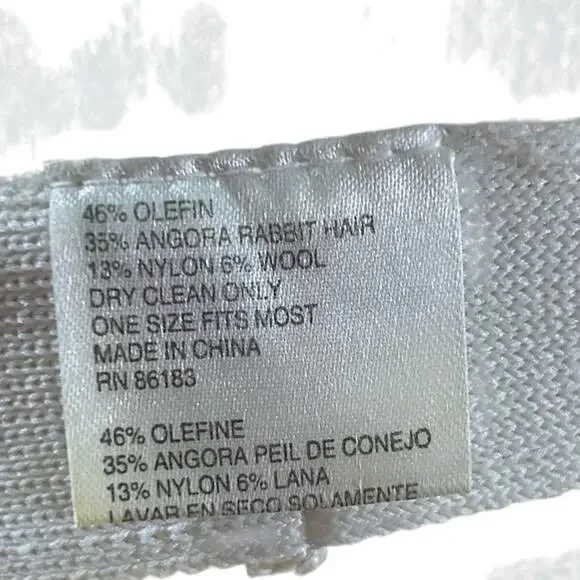 46% OLEFIN
35% ANGORA RABBIT HAIR
13% NYLON 6% WOOL
DRY CLEAN ONLY
ONE SIZE FITS MOST
MADE IN CHINA
RN 86183
46% OLEFINE
35% ANGORA PEIL DE CONEJO
13% NYLON 6% LANA
LAVAR EN SECO SOLAMENTE